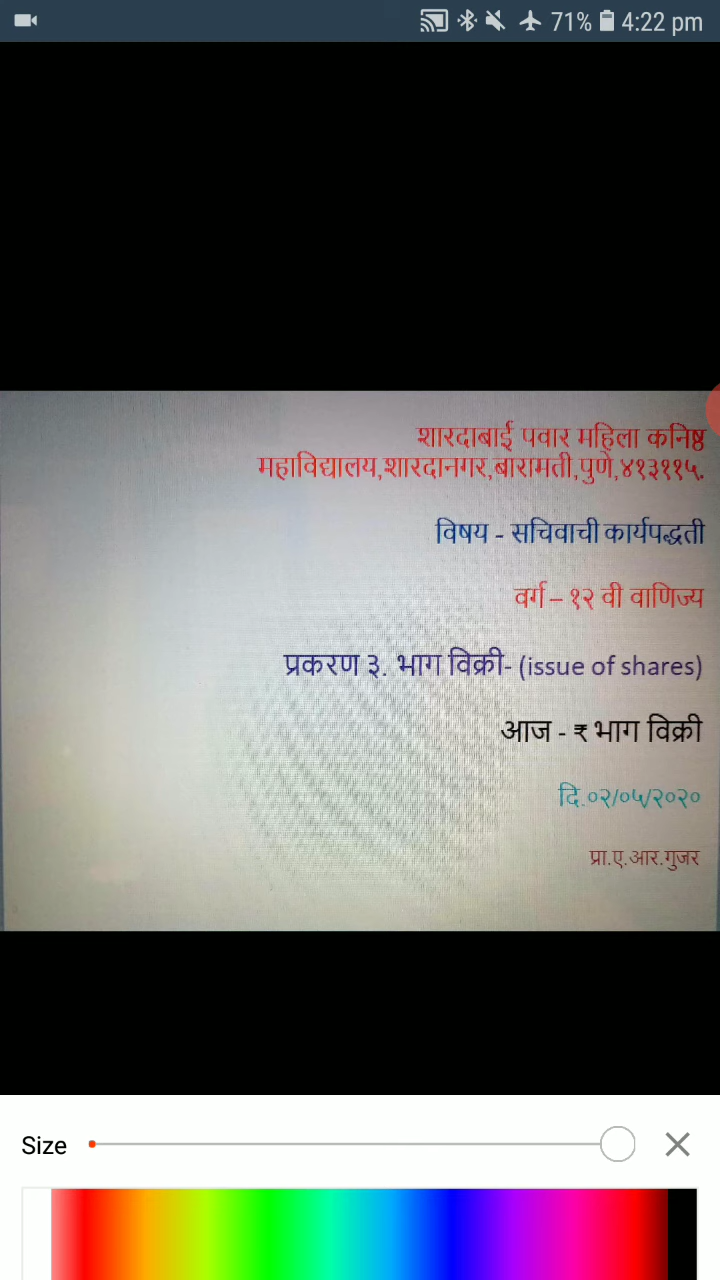 71% 4:22 pm
शारदाबाई पवार महिला कनिष्ठ
महाविद्यालय,शारदानगर,बारामती,पुणे,४१३११५.
विषय - सचिवाची कार्यपद्धती
वर्ग – १२ वी वाणिज्य
प्रकरण ३. भाग विक्री- (issue of shares)
आज - ₹ भाग विक्री
दि.०२/०५/२०२०
प्रा.ए.आर.गुजर
Size